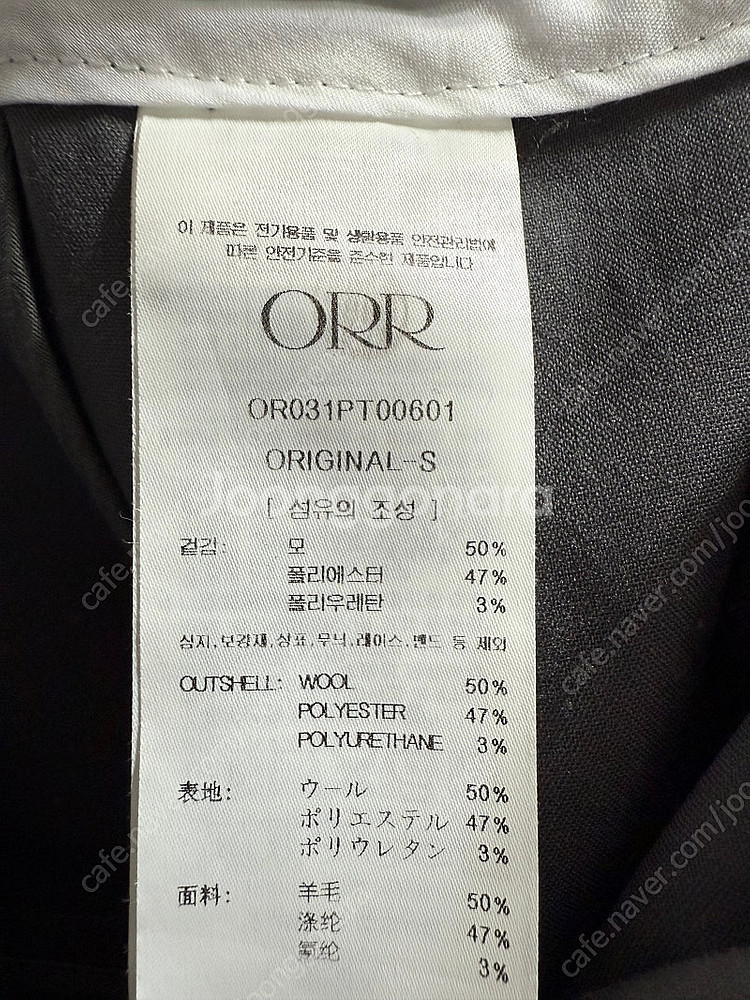 이 제품은 전기용품 및 생활용품 안전관리법에
따른 안전기준을 준수한 제품입니다
ORR
OR031PT00601
ORIGINAL-S
Joongonara
[ 섬유의 조성 ]
겉감: 모 50%
폴리에스터 47%
폴리우레탄 3%
심지,보강재,상표,무늬,레이스,밴드 등 제외
OUTSHELL: WOOL 50%
POLYESTER 47%
POLYURETHANE 3%
表地: ウール 50%
ポリエステル 47%
ポリウレタン 3%
面料: 羊毛 50%
涤纶 47%
氨纶 3%
cafe.naver.com/joo